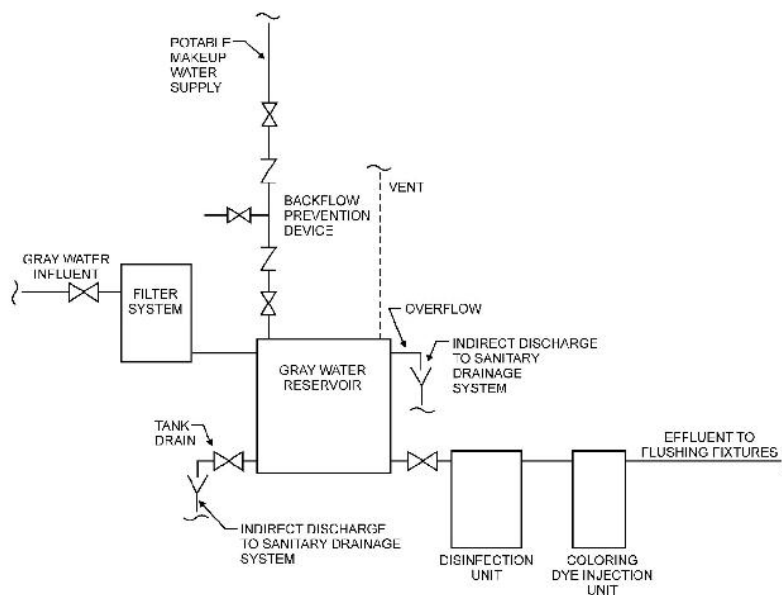 POTABLE
MAKEUP
WATER
SUPPLY
VENT
BACKFLOW
PREVENTION
DEVICE
GRAY WATER
INFLUENT
FILTER
SYSTEM
OVERFLOW
GRAY WATER
RESERVOIR
INDIRECT DISCHARGE
TO SANITARY
DRAINAGE
SYSTEM
TANK
DRAIN
EFFLUENT TO
FLUSHING FIXTURES
INDIRECT DISCHARGE
TO SANITARY DRAINAGE
SYSTEM
DISINFECTION
UNIT
COLORING
DYE INJECTION
UNIT